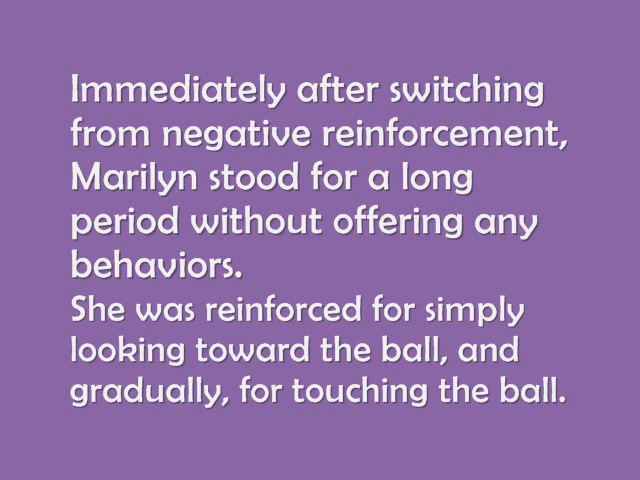 Immediately after switching
from negative reinforcement,
Marilyn stood for a long
period without offering any
behaviors.
She was reinforced for simply
looking toward the ball, and
gradually, for touching the ball.